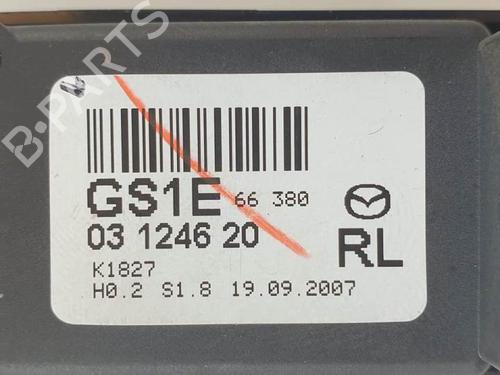 B-PARTS
GS1E 66 380
03 1246 20
RL
K1827
H0.2 S1.8 19.09.2007